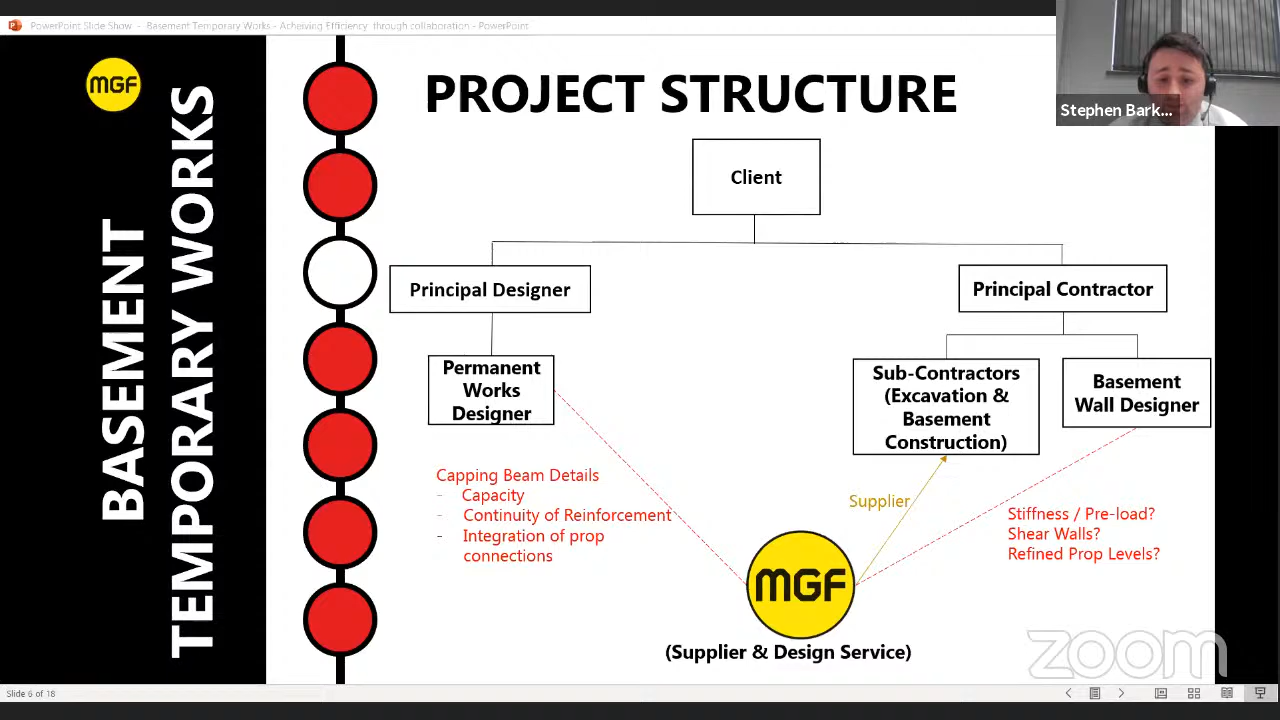 PowerPoint Slide Show - Basement Temporary Works - Acheiving Efficiency through collaboration - PowerPoint
Stephen Bark...
MGF
BASEMENT
TEMPORARY WORKS
PROJECT STRUCTURE
Client
Principal Designer
Principal Contractor
Permanent
Works
Designer
Sub-Contractors
(Excavation &
Basement
Construction)
Basement
Wall Designer
Capping Beam Details
- Capacity
- Continuity of Reinforcement
- Integration of prop
connections
Supplier
Stiffness / Pre-load?
Shear Walls?
Refined Prop Levels?
MGF
(Supplier & Design Service)
zoom
Slide 6 of 18